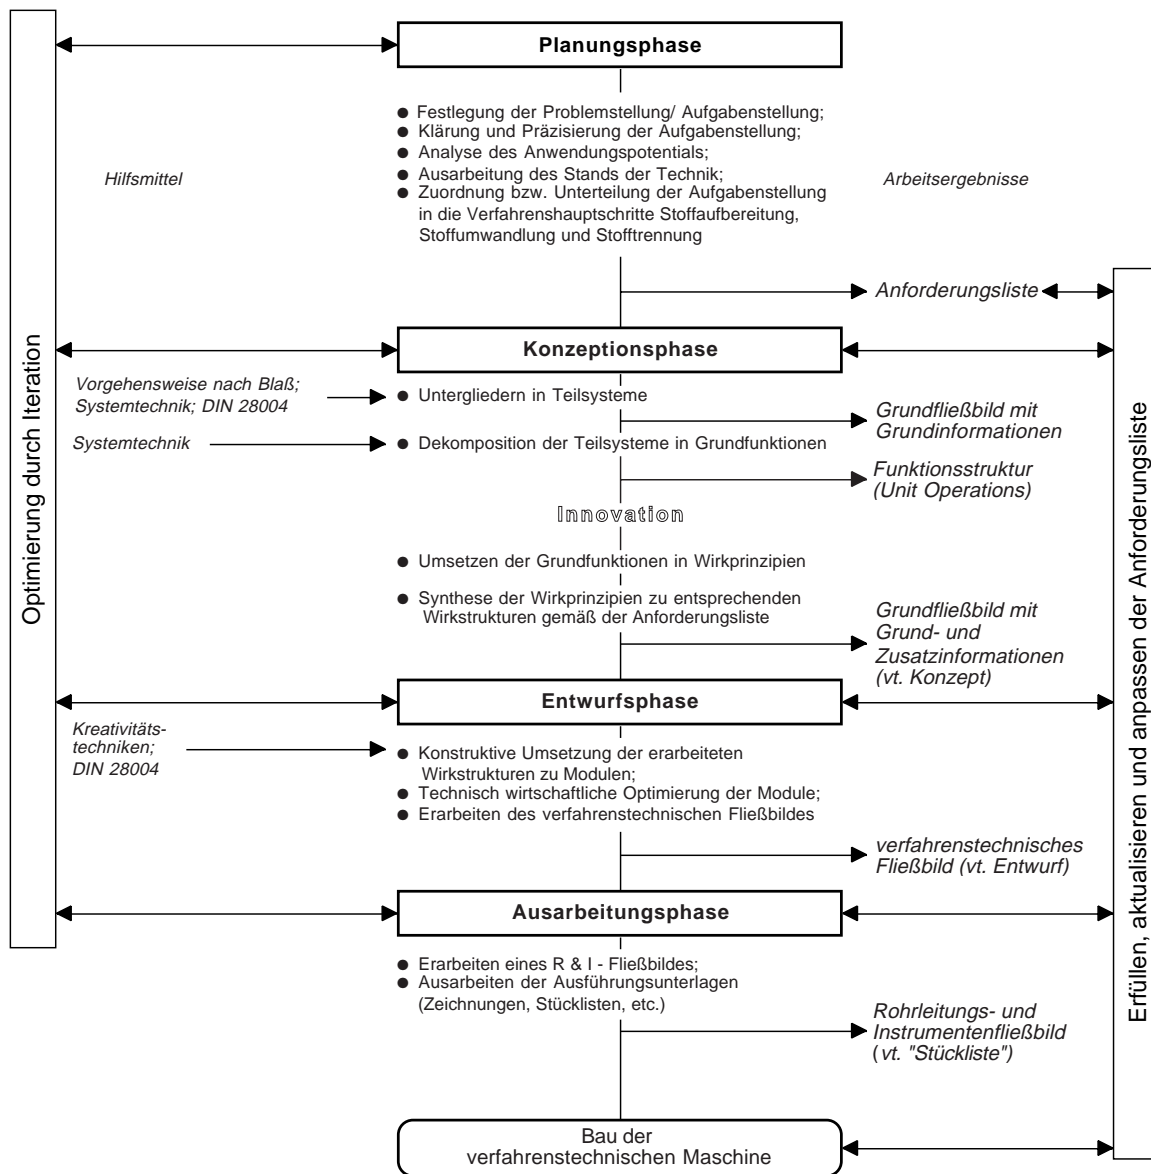 Planungsphase
● Festlegung der Problemstellung/ Aufgabenstellung;
● Klärung und Präzisierung der Aufgabenstellung;
● Analyse des Anwendungspotentials;
● Ausarbeitung des Stands der Technik;
● Zuordnung bzw. Unterteilung der Aufgabenstellung
in die Verfahrenshauptschritte Stoffaufbereitung,
Stoffumwandlung und Stofftrennung
Hilfsmittel
Arbeitsergebnisse
Anforderungsliste
Optimierung durch Iteration
Erfüllen, aktualisieren und anpassen der Anforderungsliste
Konzeptionsphase
Vorgehensweise nach Blaß;
Systemtechnik; DIN 28004
● Untergliedern in Teilsysteme
Grundfließbild mit
Grundinformationen
Systemtechnik
● Dekomposition der Teilsysteme in Grundfunktionen
Funktionsstruktur
(Unit Operations)
Innovation
● Umsetzen der Grundfunktionen in Wirkprinzipien
● Synthese der Wirkprinzipien zu entsprechenden
Wirkstrukturen gemäß der Anforderungsliste
Grundfließbild mit
Grund- und
Zusatzinformationen
(vt. Konzept)
Entwurfsphase
Kreativitäts-
techniken;
DIN 28004
● Konstruktive Umsetzung der erarbeiteten
Wirkstrukturen zu Modulen;
● Technisch wirtschaftliche Optimierung der Module;
● Erarbeiten des verfahrenstechnischen Fließbildes
verfahrenstechnisches
Fließbild (vt. Entwurf)
Ausarbeitungsphase
● Erarbeiten eines R & I - Fließbildes;
● Ausarbeiten der Ausführungsunterlagen
(Zeichnungen, Stücklisten, etc.)
Rohrleitungs- und
Instrumentenfließbild
(vt. "Stückliste")
Bau der
verfahrenstechnischen Maschine